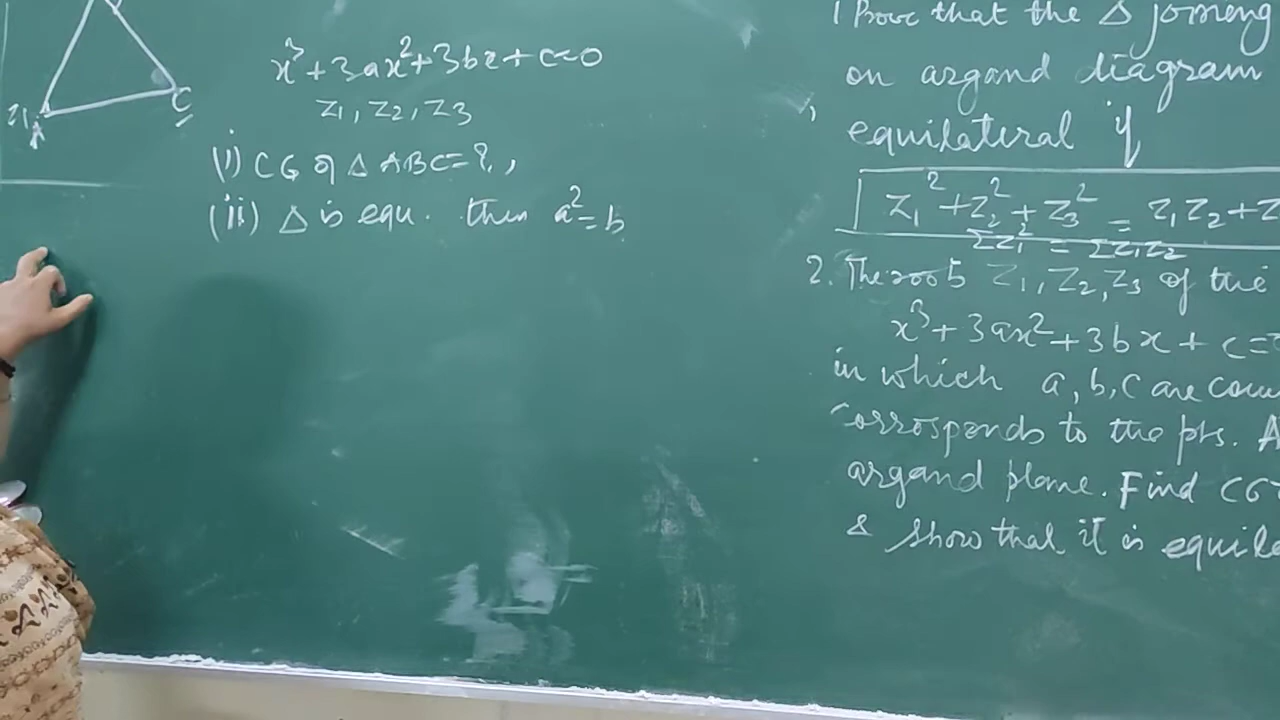 C
z1
A
x³+3ax²+3bx+c=0
z1, z2, z3
(i) CG of Δ ABC=?,
(ii) Δ is equ. then a²=b
1 Prove that the Δ joining
on argand diagram
equilateral if
z1²+z2²+z3² = z1z2+z
Σz1² = Σz1z2
2. The roots z1, z2, z3 of the
x³+3ax²+3bx+c=
in which a, b, c are com
corresponds to the pts. A
argand plane. Find CG
& show that it is equila